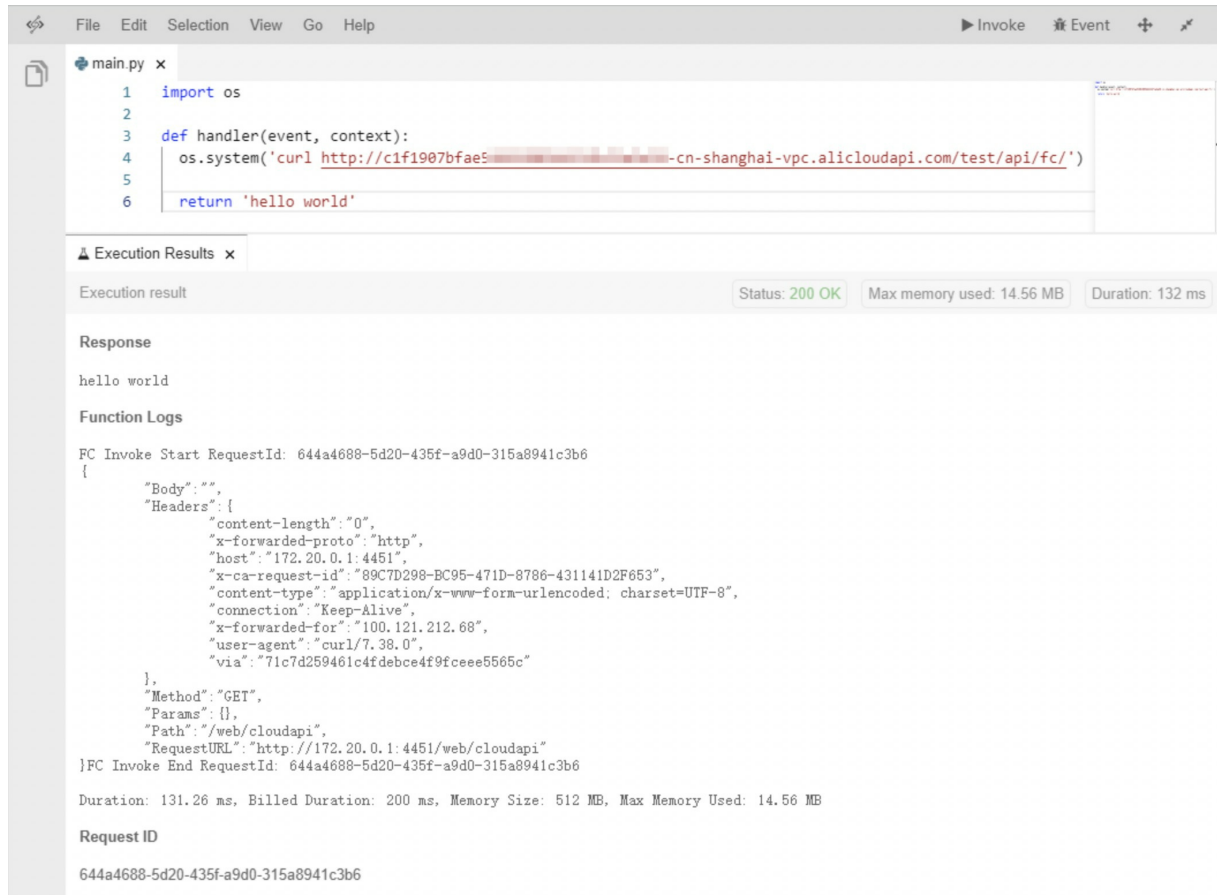 File Edit Selection View Go Help Invoke Event
main.py x
1 import os
2
3 def handler(event, context):
4 os.system('curl http://c1f1907bfae5 -cn-shanghai-vpc.alicloudapi.com/test/api/fc/')
5
6 return 'hello world'
Execution Results x
Execution result Status: 200 OK Max memory used: 14.56 MB Duration: 132 ms
Response
hello world
Function Logs
FC Invoke Start RequestId: 644a4688-5d20-435f-a9d0-315a8941c3b6
{
"Body":"",
"Headers":{
"content-length":"0",
"x-forwarded-proto":"http",
"host":"172.20.0.1:4451",
"x-ca-request-id":"89C7D298-BC95-471D-8786-431141D2F653",
"content-type":"application/x-www-form-urlencoded; charset=UTF-8",
"connection":"Keep-Alive",
"x-forwarded-for":"100.121.212.68",
"user-agent":"curl/7.38.0",
"via":"71c7d259461c4fdebce4f9fceee5565c"
},
"Method":"GET",
"Params":{},
"Path":"/web/cloudapi",
"RequestURL":"http://172.20.0.1:4451/web/cloudapi"
}FC Invoke End RequestId: 644a4688-5d20-435f-a9d0-315a8941c3b6
Duration: 131.26 ms, Billed Duration: 200 ms, Memory Size: 512 MB, Max Memory Used: 14.56 MB
Request ID
644a4688-5d20-435f-a9d0-315a8941c3b6